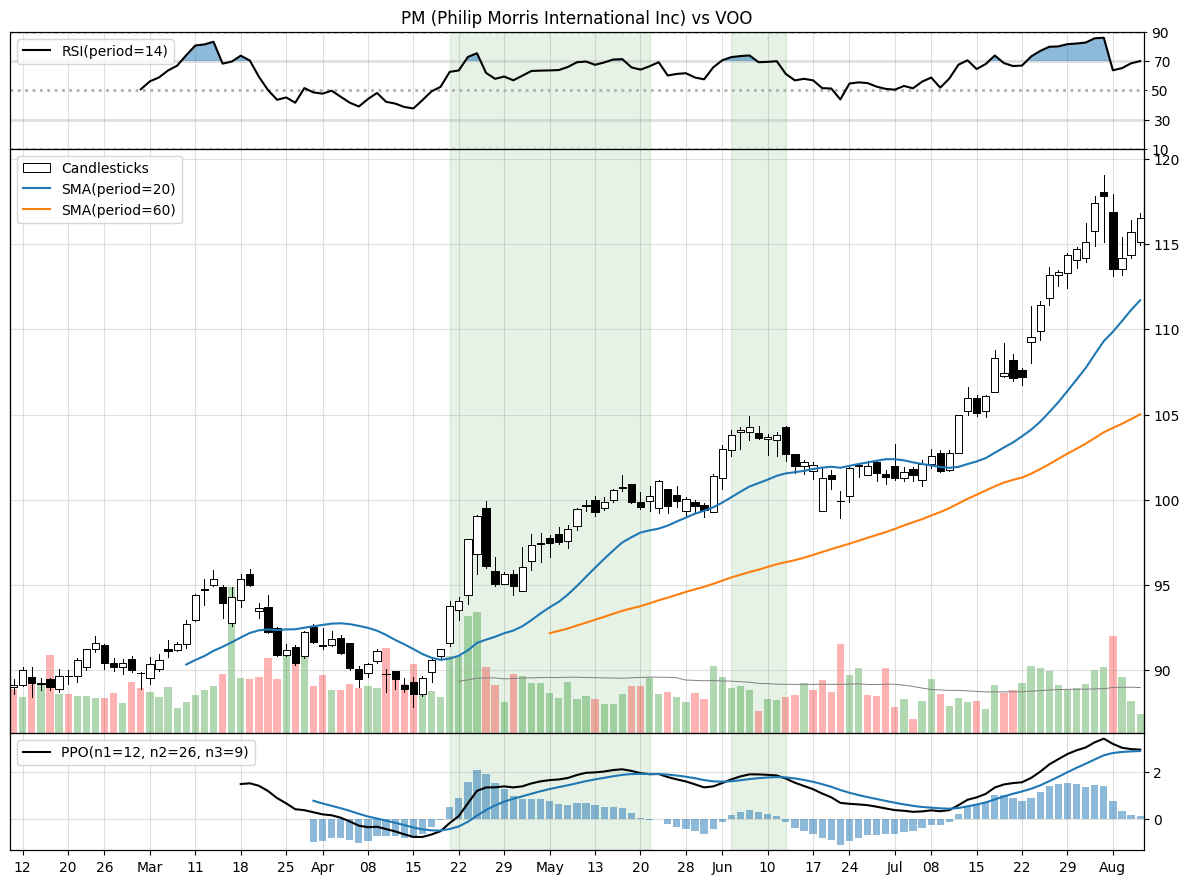 PM (Philip Morris International Inc) vs VOO
RSI(period=14)
90
70
50
30
10
Candlesticks
SMA(period=20)
SMA(period=60)
120
115
110
105
100
95
90
PPO(n1=12, n2=26, n3=9)
2
0
12 20 26 Mar 11 18 25 Apr 08 15 22 29 May 13 20 28 Jun 10 17 24 Jul 08 15 22 29 Aug